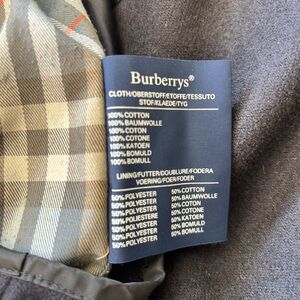 Burberrys®
CLOTH/OBERSTOFF/ETOFFE/TESSUTO
STOF/KLAEDE/TYG
100% COTTON
100% BAUMWOLLE
100% COTON
100% COTONE
100% KATOEN
100% BOMULD
100% BOMULL
LINING/FUTTER/DOUBLURE/FODERA
VOERING/FOER/FODER
50% POLYESTER 50% COTTON
50% POLYESTER 50% BAUMWOLLE
50% POLYESTER 50% COTON
50% POLIESTERE 50% COTONE
50% POLYESTER 50% KATOEN
50% POLYESTER 50% BOMULD
50% POLYESTER 50% BOMULL